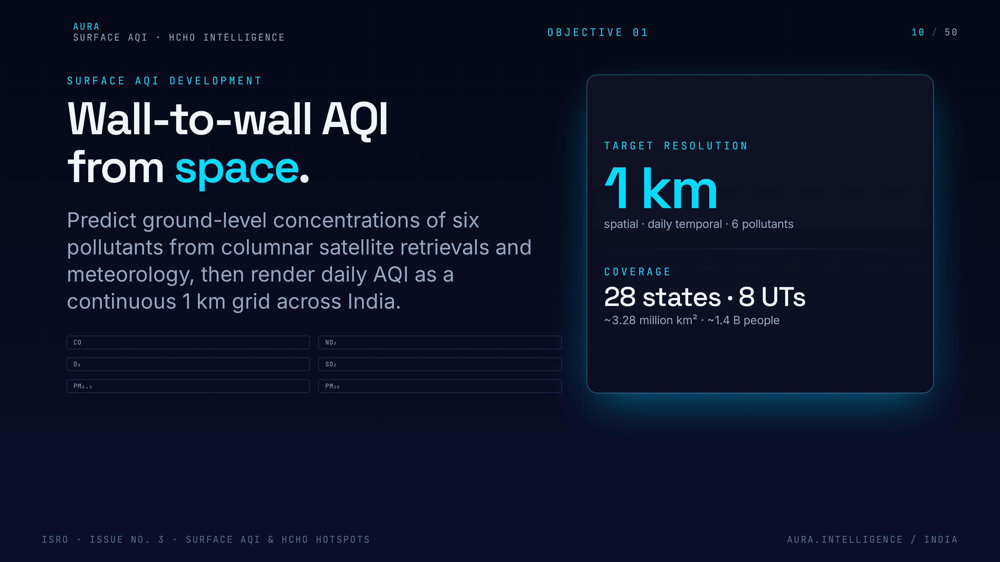 AURA
SURFACE AQI · HCHO INTELLIGENCE
OBJECTIVE 01
10 / 50
SURFACE AQI DEVELOPMENT
Wall-to-wall AQI
from space.
Predict ground-level concentrations of six
pollutants from columnar satellite retrievals and
meteorology, then render daily AQI as a
continuous 1 km grid across India.
CO
NO₂
O₃
SO₂
PM₂.₅
PM₁₀
TARGET RESOLUTION
1 km
spatial · daily temporal · 6 pollutants
COVERAGE
28 states · 8 UTs
~3.28 million km² · ~1.4 B people
ISRO · ISSUE NO. 3 · SURFACE AQI & HCHO HOTSPOTS
AURA.INTELLIGENCE / INDIA